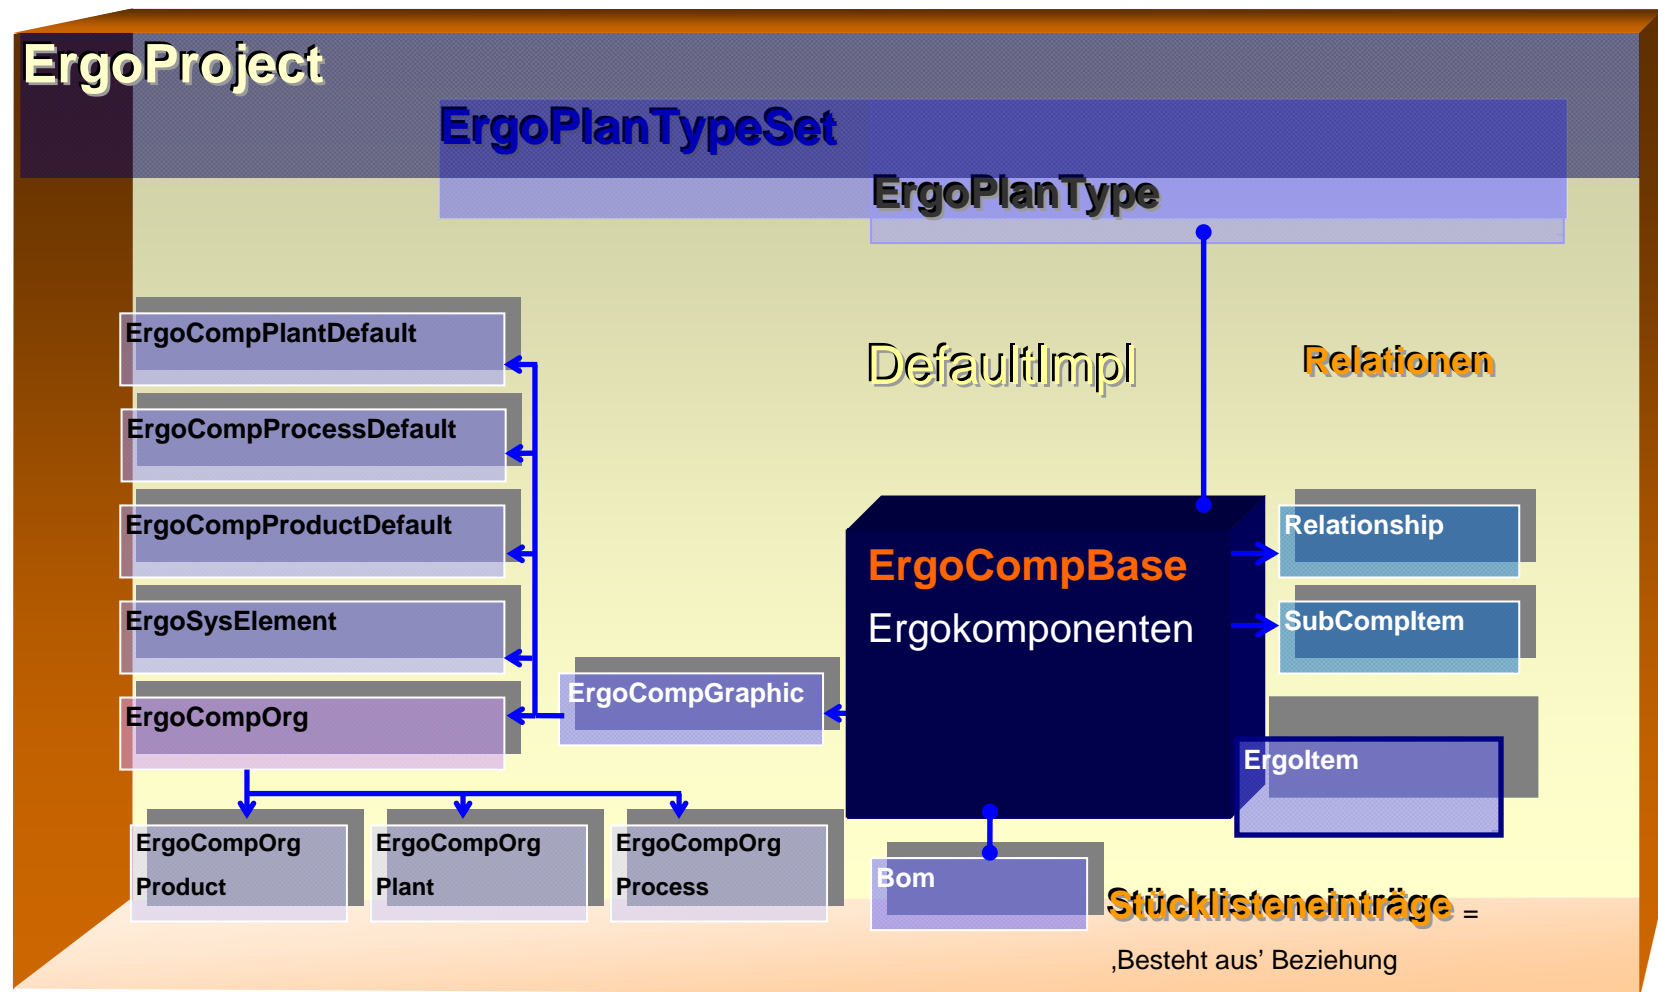 ErgoProject
ErgoPlanTypeSet
ErgoPlanType
ErgoCompPlantDefault
DefaultImpl
Relationen
ErgoCompProcessDefault
ErgoCompProductDefault
Relationship
ErgoCompBase
ErgoSysElement
SubCompItem
Ergokomponenten
ErgoCompGraphic
ErgoCompOrg
ErgoItem
ErgoCompOrg
Product
ErgoCompOrg
Plant
ErgoCompOrg
Process
Bom
Stücklisteneinträge =
‚Besteht aus’ Beziehung